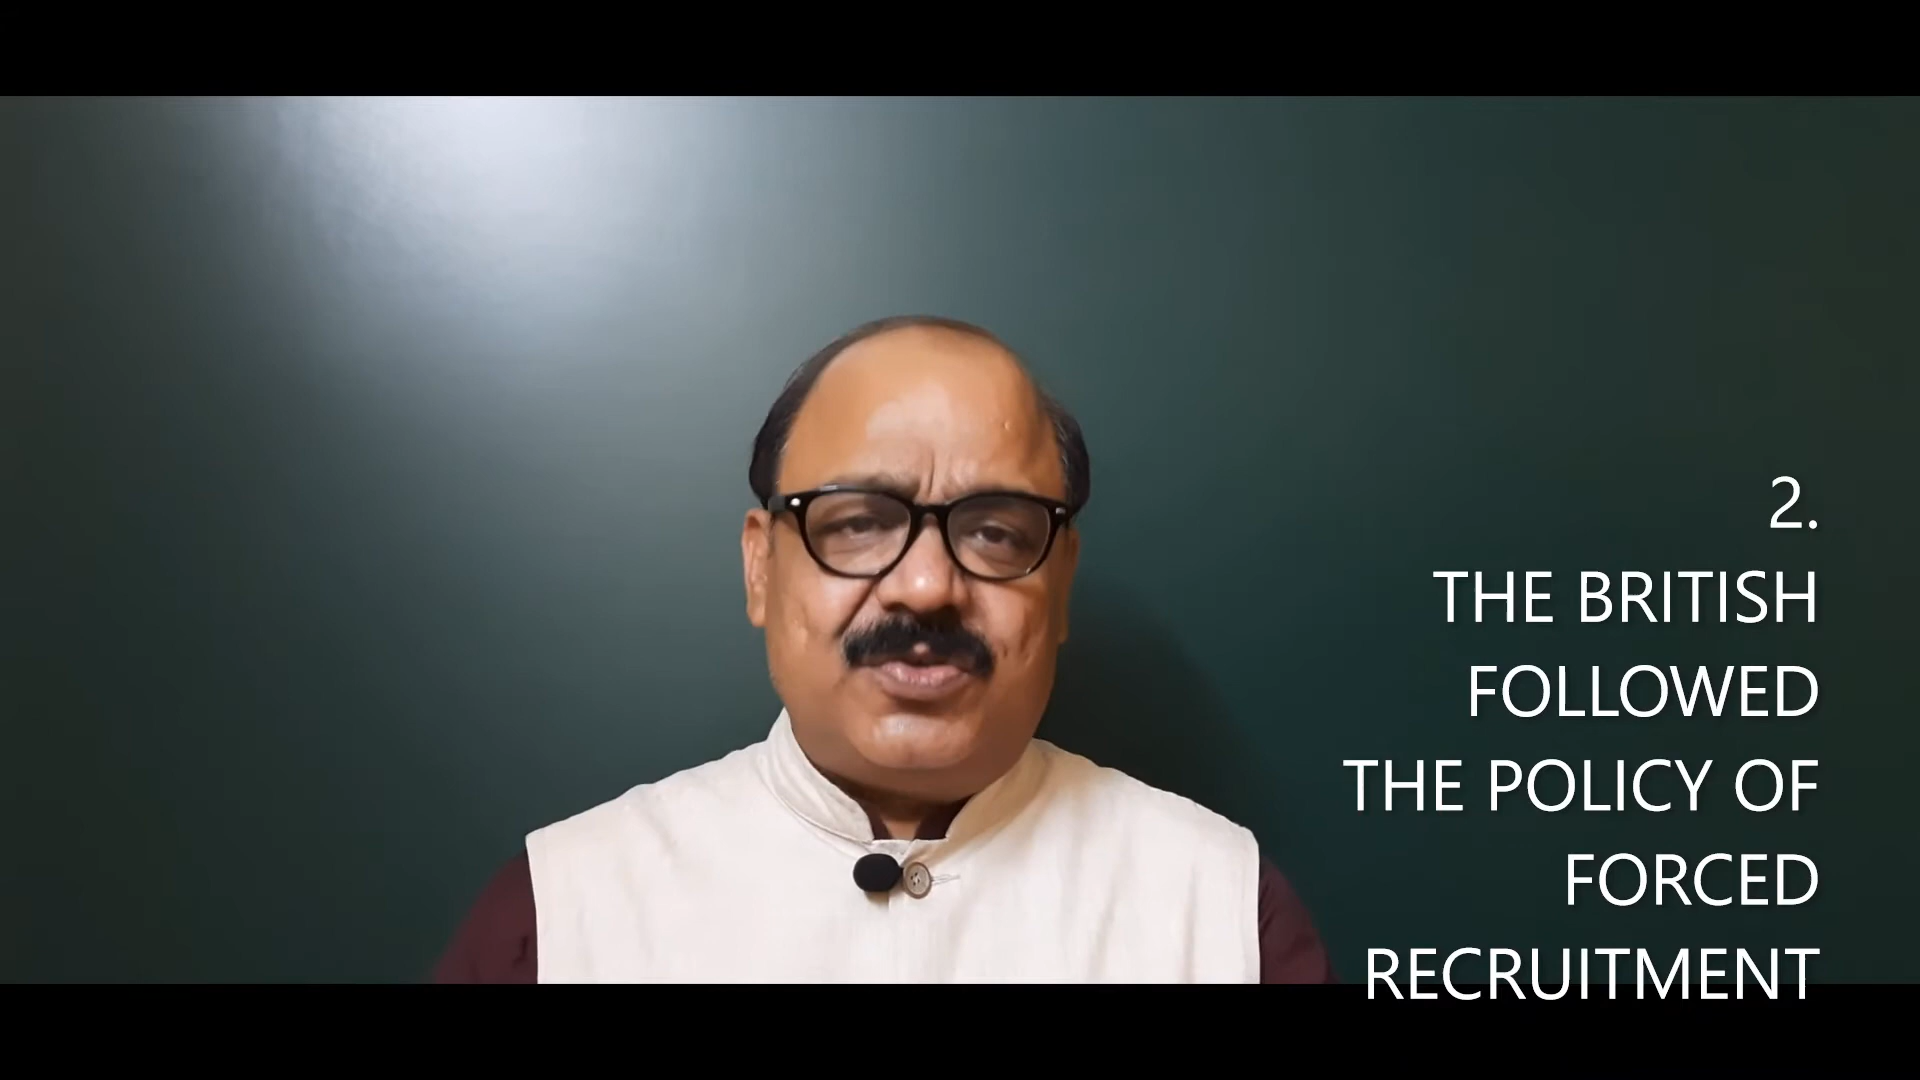 2.
THE BRITISH
FOLLOWED
THE POLICY OF
FORCED
RECRUITMENT